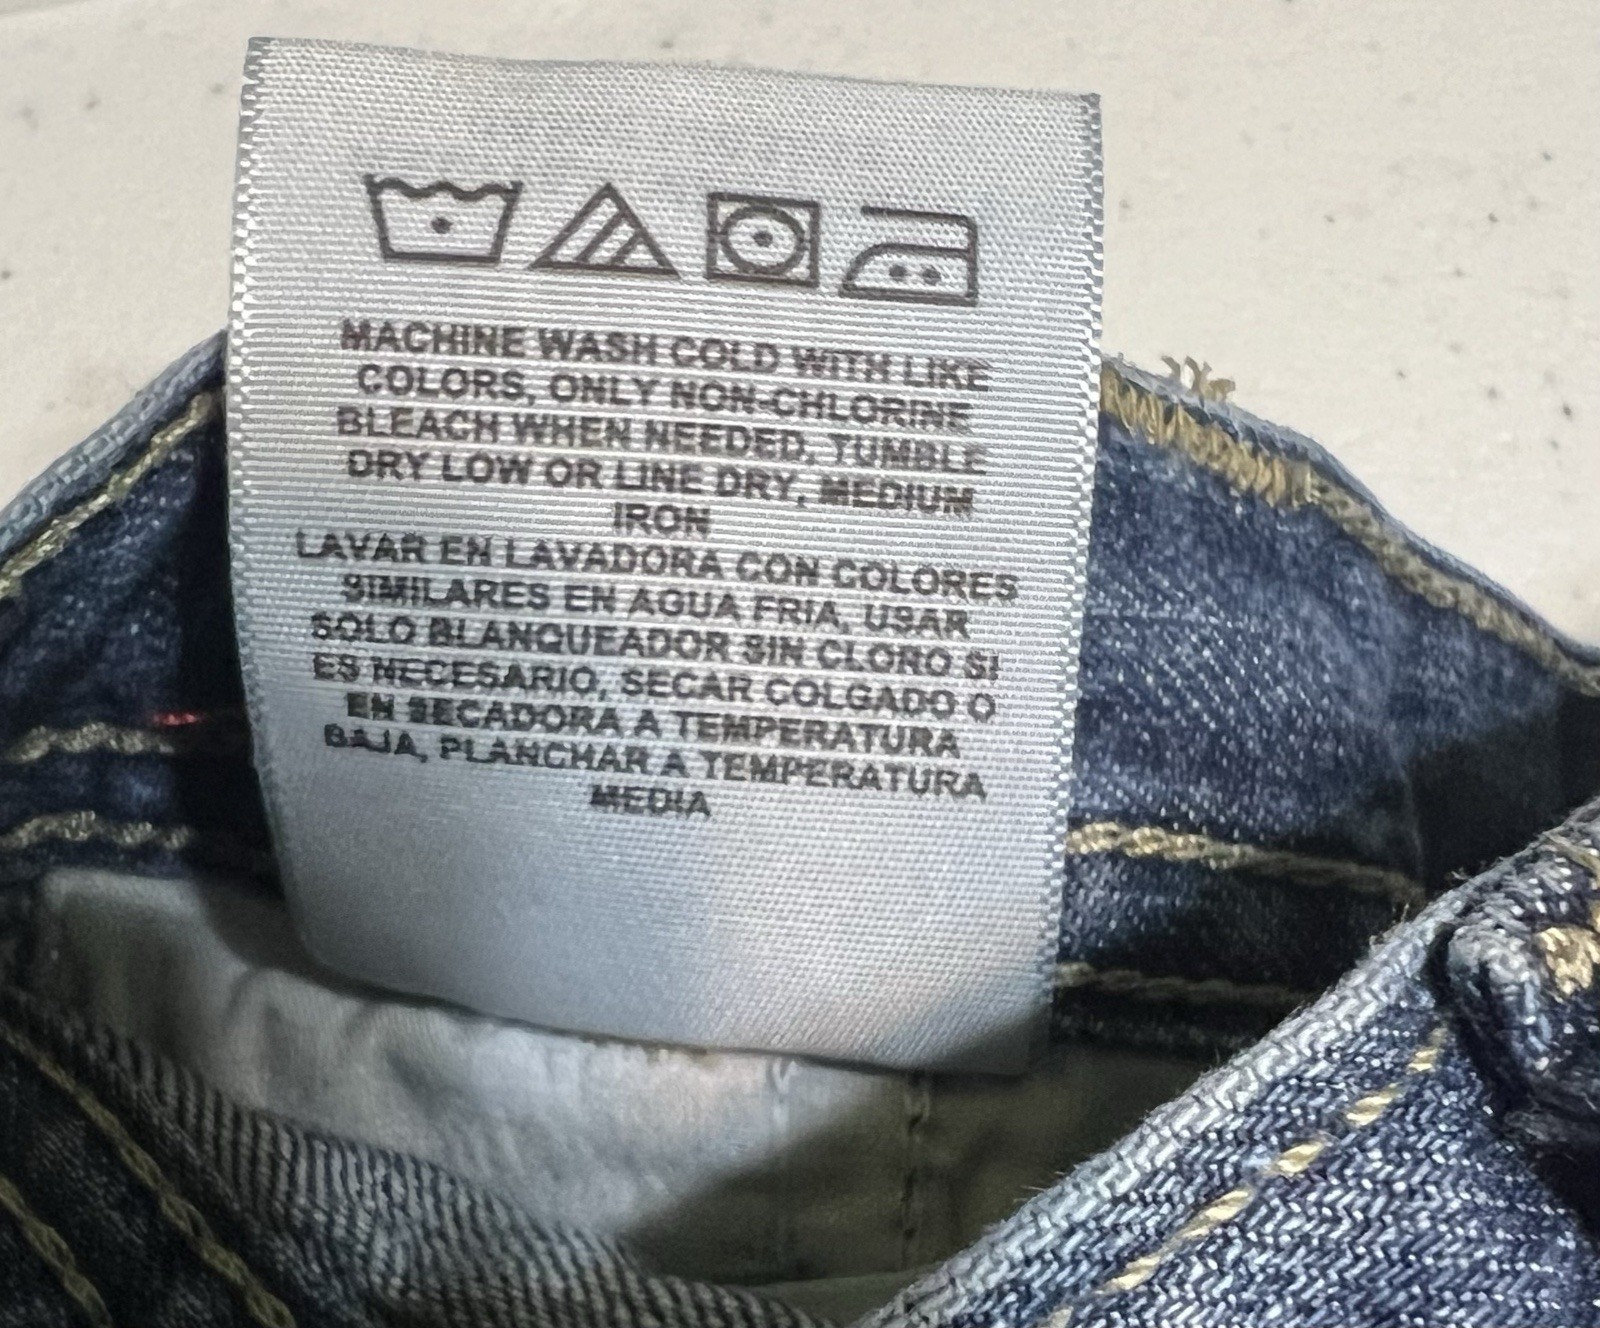 MACHINE WASH COLD WITH LIKE
COLORS, ONLY NON-CHLORINE
BLEACH WHEN NEEDED, TUMBLE
DRY LOW OR LINE DRY, MEDIUM
IRON
LAVAR EN LAVADORA CON COLORES
SIMILARES EN AGUA FRIA, USAR
SOLO BLANQUEADOR SIN CLORO SI
ES NECESARIO, SECAR COLGADO O
EN SECADORA A TEMPERATURA
BAJA, PLANCHAR A TEMPERATURA
MEDIA